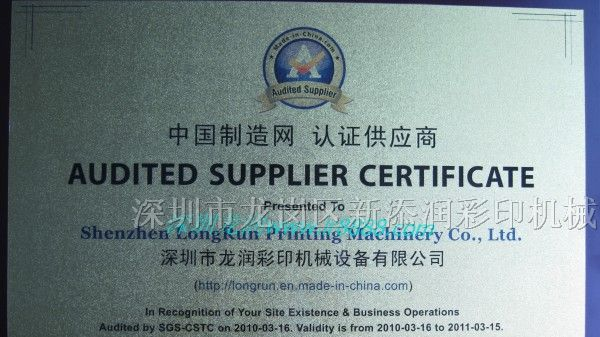 Made-in-China.com
Audited Supplier
中国制造网 认证供应商
AUDITED SUPPLIER CERTIFICATE
Presented To
深圳市龙岗区新添润彩印机械
Shenzhen LongRun Printing Machinery Co., Ltd.
深圳市龙润彩印机械设备有限公司
(http://longrun.en.made-in-china.com)
In Recognition of Your Site Existence & Business Operations
Audited by SGS-CSTC on 2010-03-16. Validity is from 2010-03-16 to 2011-03-15.